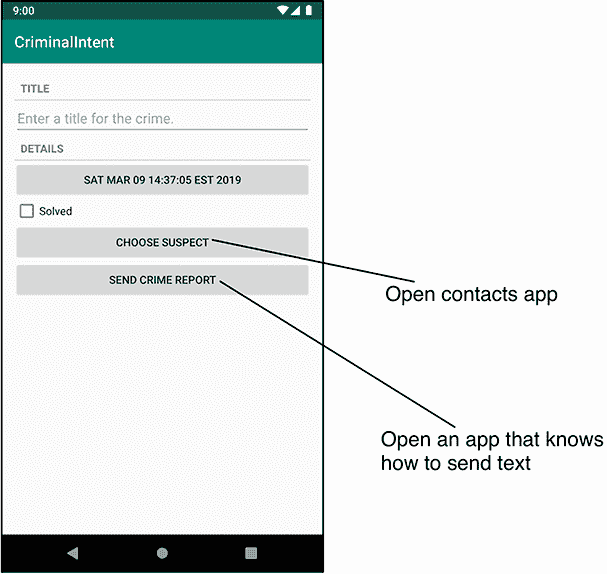 9:00
CriminalIntent
TITLE
Enter a title for the crime.
DETAILS
SAT MAR 09 14:37:05 EST 2019
Solved
CHOOSE SUSPECT
SEND CRIME REPORT
Open contacts app
Open an app that knows
how to send text